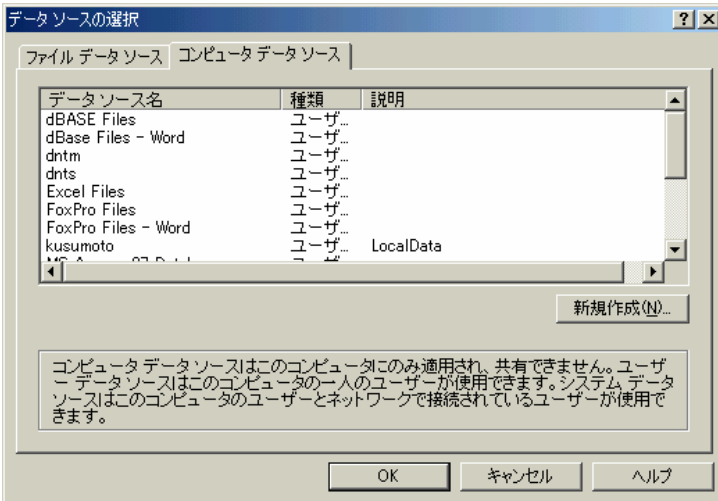 データ ソースの選択
ファイル データ ソース コンピュータ データ ソース
データ ソース名 種類 説明
dBASE Files ユーザ...
dBase Files - Word ユーザ...
dntm ユーザ...
dnts ユーザ...
Excel Files ユーザ...
FoxPro Files ユーザ...
FoxPro Files - Word ユーザ...
kusumoto ユーザ... LocalData
新規作成(N)...
コンピュータ データ ソースはこのコンピュータにのみ適用され、共有できません。ユーザ
ー データ ソースはこのコンピュータの一人のユーザーが使用できます。システム データ
ソースはこのコンピュータのユーザーとネットワークで接続されているユーザーが使用で
きます。
OK キャンセル ヘルプ